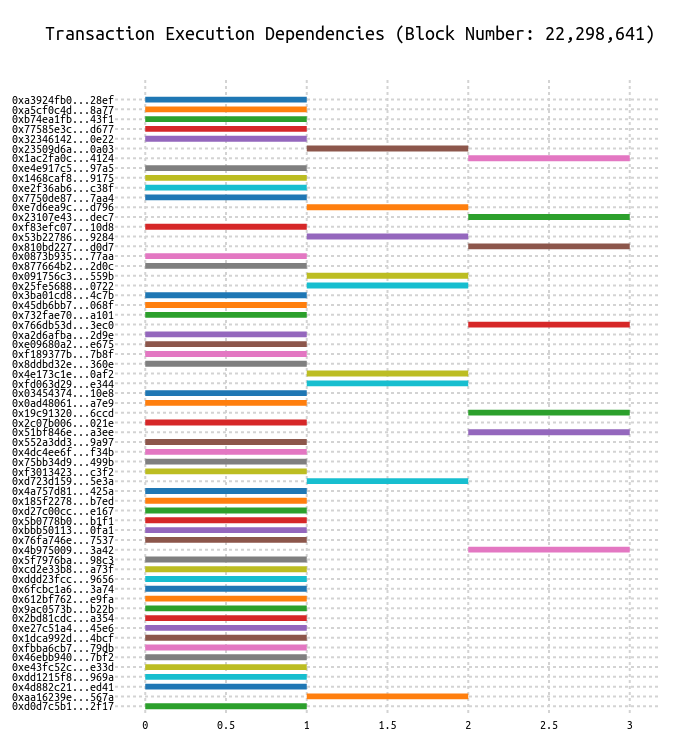 Transaction Execution Dependencies (Block Number: 22,298,641)
0xa3924fb0...28ef
0xa5cf0c4d...8a77
0xb74ea1fb...43f1
0x77585e3c...d677
0x32346142...0e22
0x23509d6a...0a03
0x1ac2fa0c...4124
0xe4e917c5...97a5
0x1468caf8...9175
0xe2f36ab6...c38f
0x7750de87...7aa4
0xe7d6ea9c...d796
0x23107e43...dec7
0xf83efc07...10d8
0x53b22786...9284
0x810bd227...d0d7
0x0873b935...77aa
0x877664b2...2d0c
0x091756c3...559b
0x25fe5688...0722
0x3ba01cd8...4c7b
0x45db6bb7...068f
0x732fae70...a101
0x766db53d...3ec0
0xa2d6afba...2d9e
0xe09680a2...e675
0xf189377b...7b8f
0x8ddbd32e...360e
0x4e173c1e...0af2
0xfd063d29...e344
0x03454374...10e8
0x0ad48061...a7e9
0x19c91320...6ccd
0x2c07b006...021e
0x51bf846e...a3ee
0x552a3dd3...9a97
0x4dc4ee6f...f34b
0x75bb34d9...499b
0xf3013423...c3f2
0xd723d159...5e3a
0x4a757d81...425a
0x185f2278...b7ed
0xd27c00cc...e167
0x5b0778b0...b1f1
0xbbb50113...0fa1
0x76fa746e...7537
0x4b975009...3a42
0x5f7976ba...98c3
0xcd2e33b8...a73f
0xddd23fcc...9656
0x6fcbc1a6...3a74
0x612bf762...e9fa
0x9ac0573b...b22b
0x2bd81cdc...a354
0xe27c51a4...45e6
0x1dca992d...4bcf
0xfbba6cb7...79db
0x46ebb940...7bf2
0xe43fc52c...e33d
0xdd1215f8...969a
0x4d882c21...ed41
0xaa16239e...567a
0xd0d7c5b1...2f17
0 0.5 1 1.5 2 2.5 3